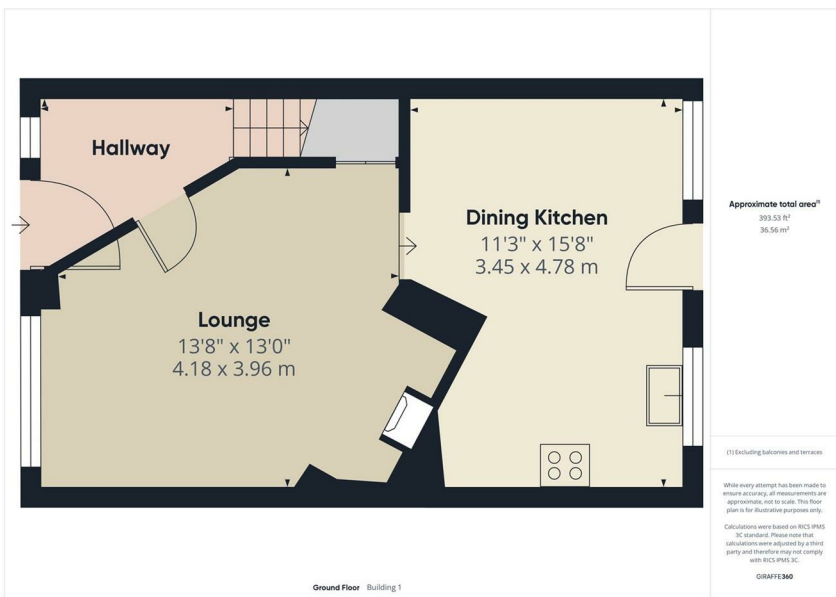 Hallway
Dining Kitchen
11'3" x 15'8"
3.45 x 4.78 m
Lounge
13'8" x 13'0"
4.18 x 3.96 m
Ground Floor Building 1
Approximate total area⁽¹⁾
393.53 ft²
36.56 m²
(1) Excluding balconies and terraces
While every attempt has been made to
ensure accuracy, all measurements are
approximate, not to scale. This floor
plan is for illustrative purposes only.
Calculations were based on RICS IPMS
3C standard. Please note that
calculations were adjusted by a third
party and therefore may not comply
with RICS IPMS 3C.
GIRAFFE360